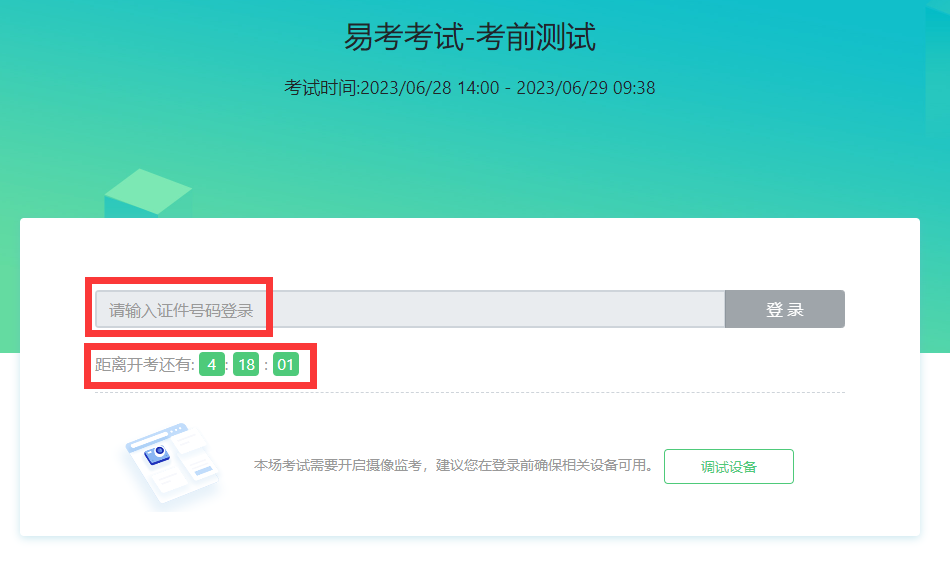 易考考试-考前测试
考试时间:2023/06/28 14:00 - 2023/06/29 09:38
请输入证件号码登录
登 录
距离开考还有: 4 : 18 : 01
本场考试需要开启摄像监考，建议您在登录前确保相关设备可用。
调试设备